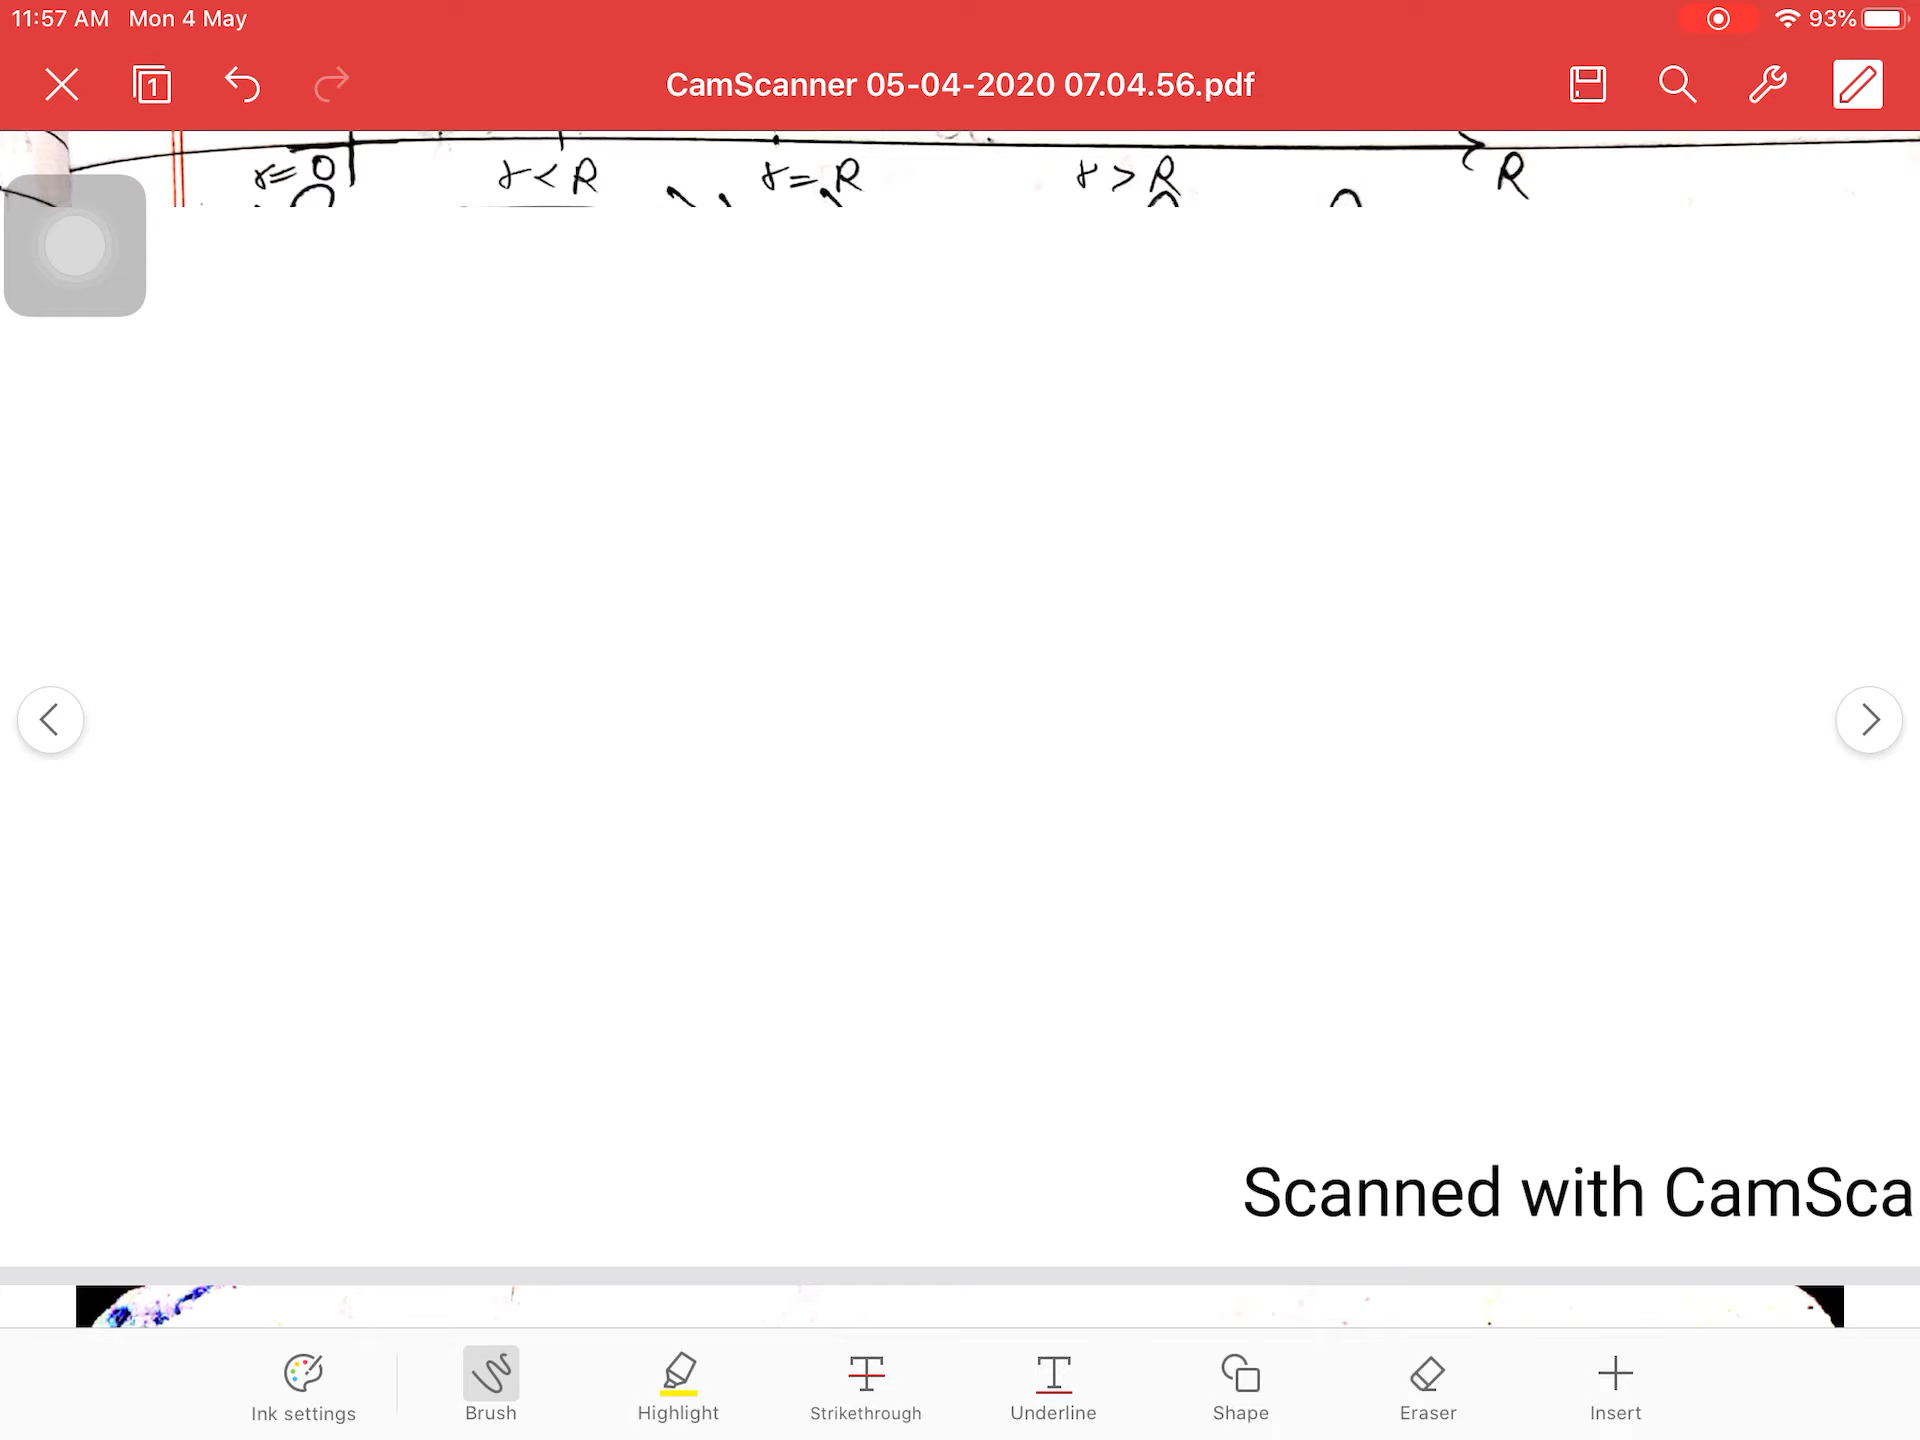 11:57 AM Mon 4 May
93%
1
CamScanner 05-04-2020 07.04.56.pdf
r=0 r<R r=R r>R R
Scanned with CamSca
Ink settings Brush Highlight Strikethrough Underline Shape Eraser Insert